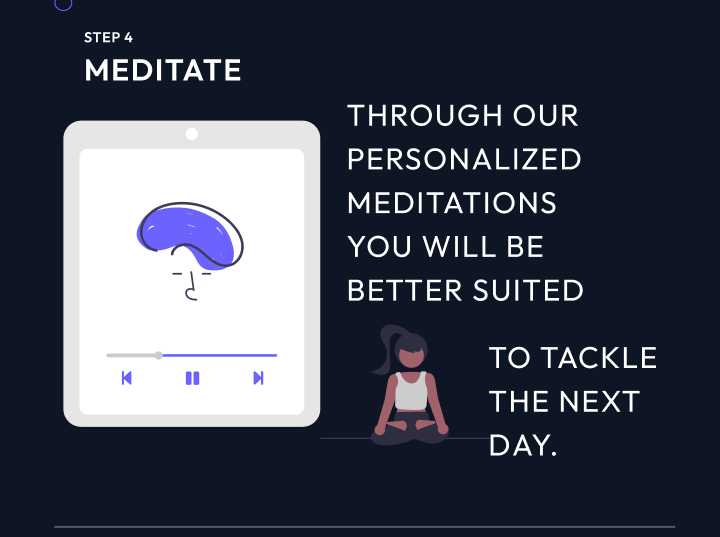 STEP 4
MEDITATE
THROUGH OUR
PERSONALIZED
MEDITATIONS
YOU WILL BE
BETTER SUITED
TO TACKLE
THE NEXT
DAY.